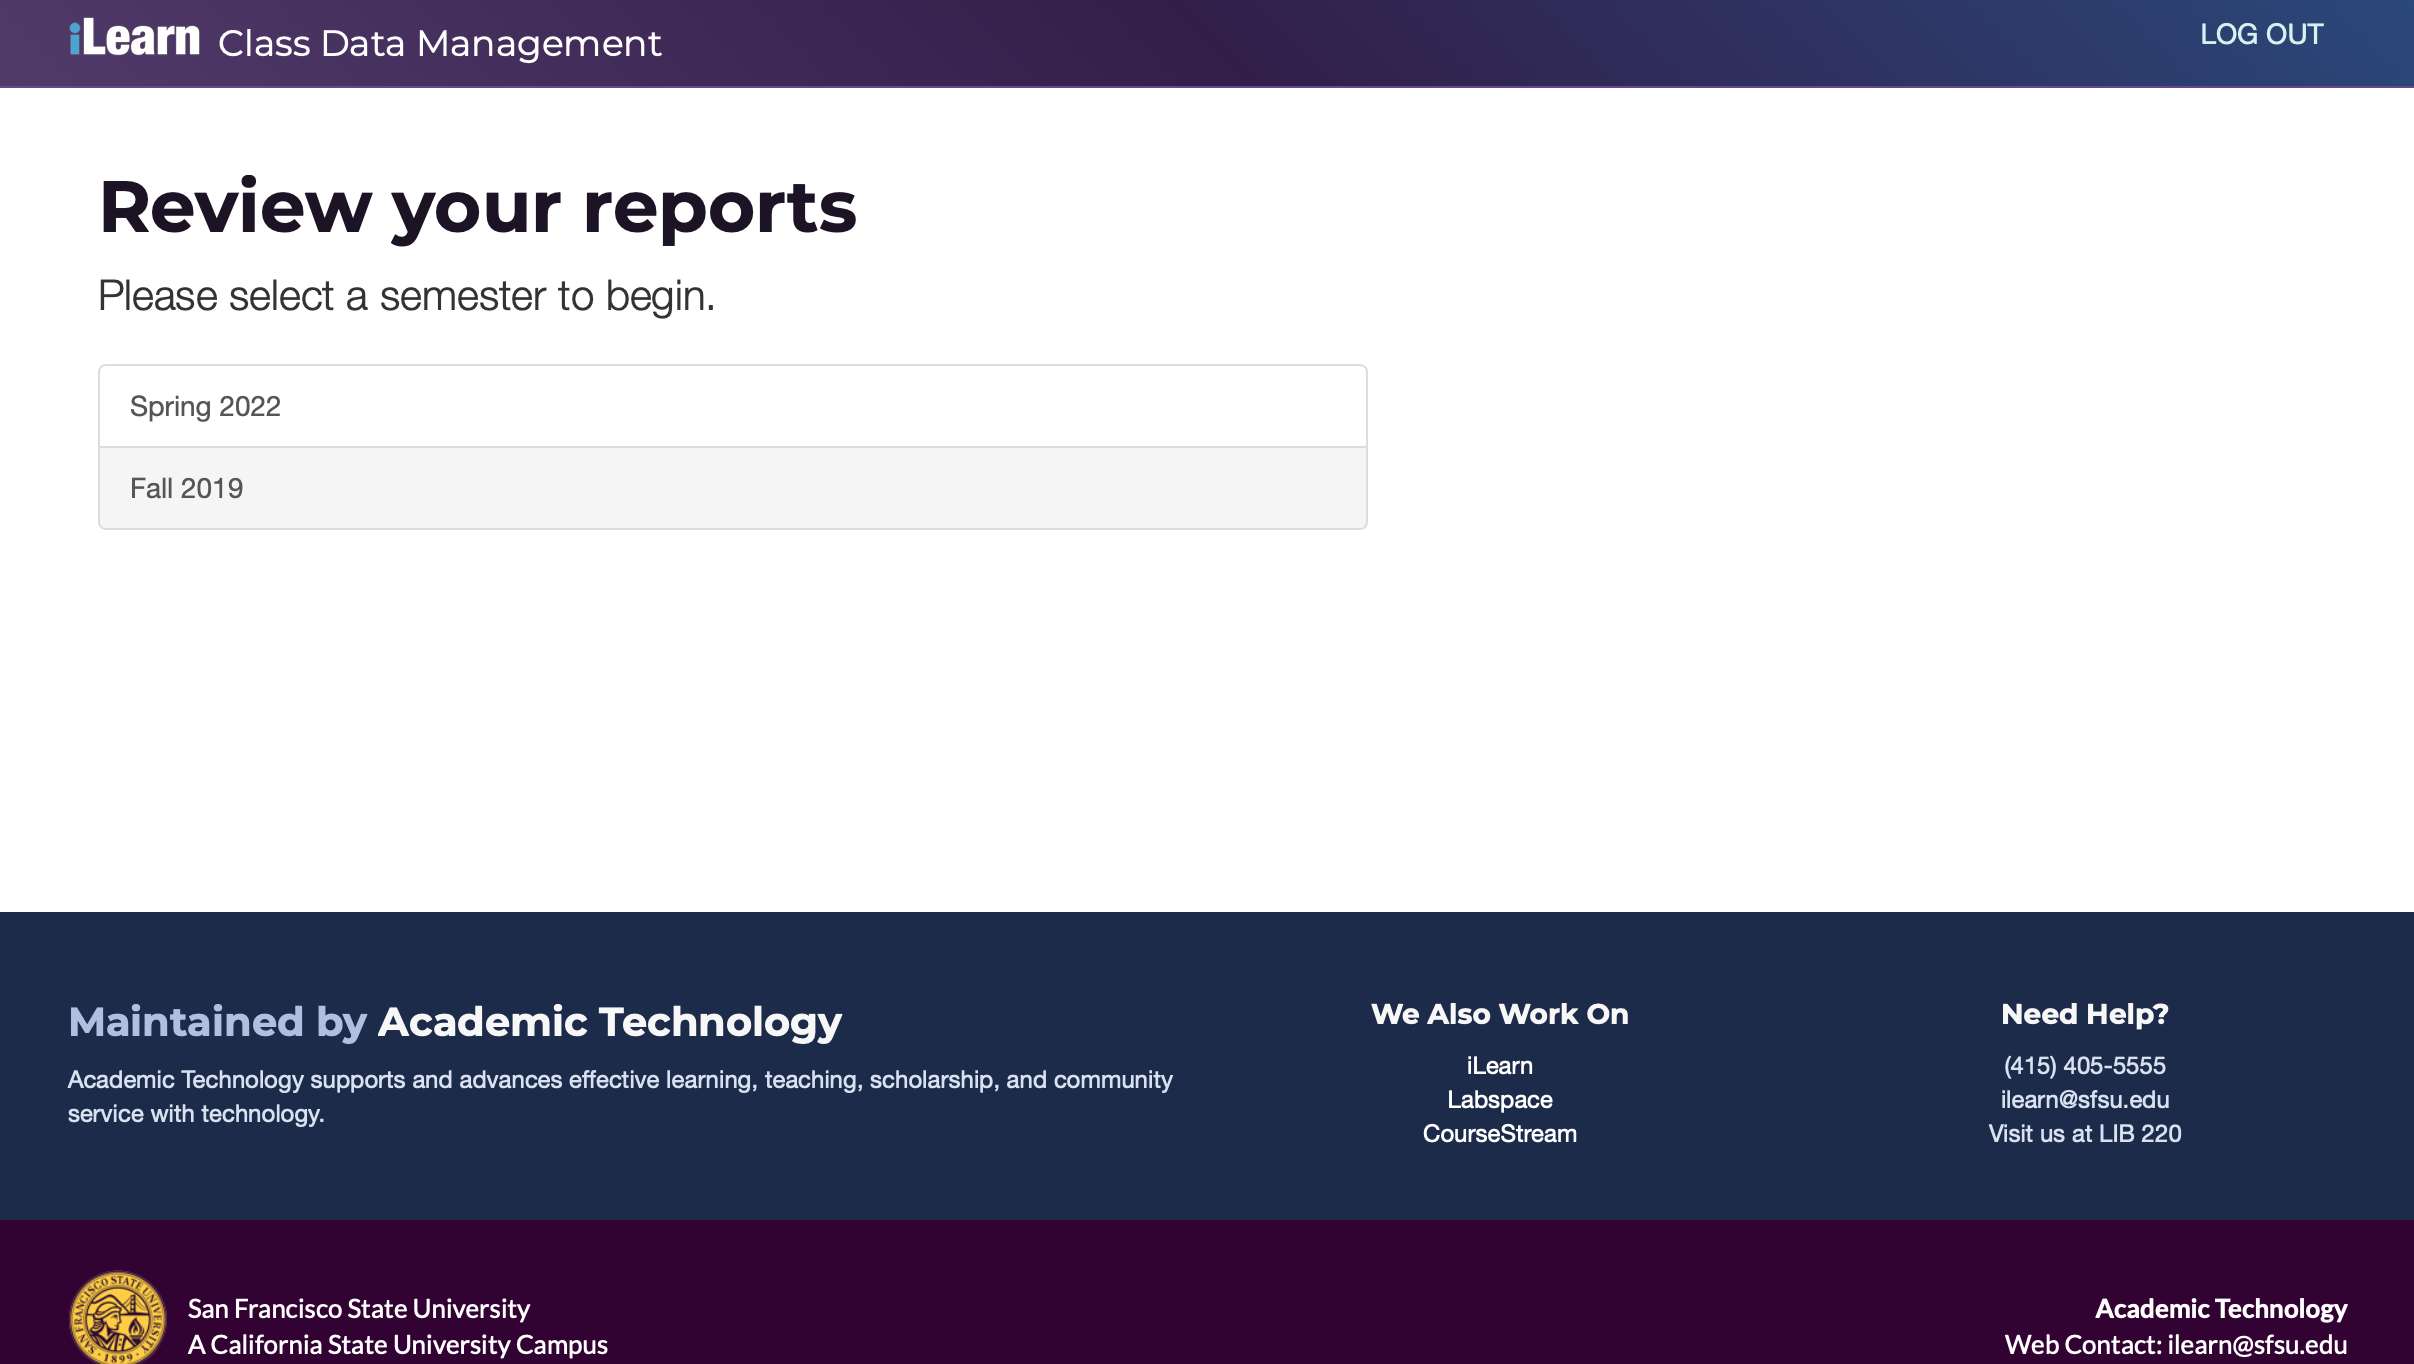 iLearn Class Data Management
LOG OUT
Review your reports
Please select a semester to begin.
Spring 2022
Fall 2019
Maintained by Academic Technology
Academic Technology supports and advances effective learning, teaching, scholarship, and community
service with technology.
We Also Work On
iLearn
Labspace
CourseStream
Need Help?
(415) 405-5555
ilearn@sfsu.edu
Visit us at LIB 220
SAN FRANCISCO STATE UNIVERSITY
1899
San Francisco State University
A California State University Campus
Academic Technology
Web Contact: ilearn@sfsu.edu